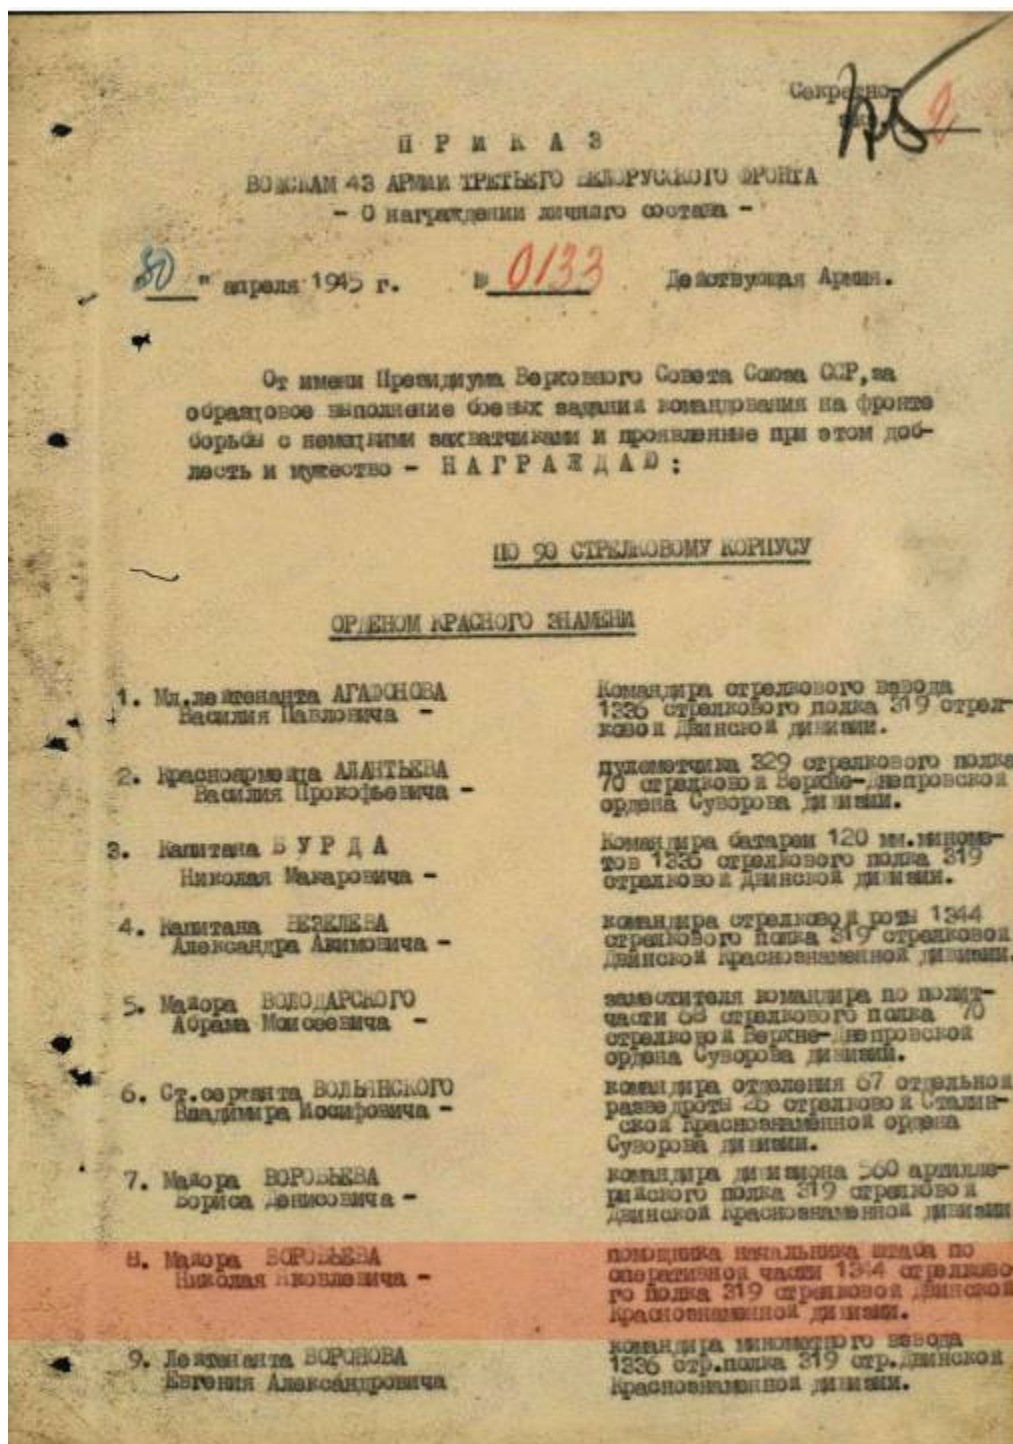 Секретно
П Р И К А З
ВОЙСКАМ 43 АРМИИ ТРЕТЬЕГО БЕЛОРУССКОГО ФРОНТА
- О награждении личного состава -
30 " апреля 1945 г. № 0133 Действующая Армия.
От имени Президиума Верховного Совета Союза ССР, за
образцовое выполнение боевых заданий командования на фронте
борьбы с немецкими захватчиками и проявленные при этом доб-
лесть и мужество - Н А Г Р А Ж Д А Ю :
ПО 90 СТРЕЛКОВОМУ КОРПУСУ
ОРДЕНОМ КРАСНОГО ЗНАМЕНИ
1. Мл.лейтенанта АГАФОНОВА
Василия Павловича -
Командира стрелкового взвода
1336 стрелкового полка 319 стрел-
ковой Двинской дивизии.
2. Красноармейца
Василия Прокофьевича -
пулеметчика 329 стрелкового полка
70 стрелковой Верхне-Днепровской
ордена Суворова дивизии.
3. Капитана Б У Р Д А
Николая Макаровича -
Командира батареи 120 мм.миноме-
тов 1336 стрелкового полка 319
стрелковой Двинской дивизии.
4. Капитана
Александра Акимовича -
командира стрелковой роты 1344
стрелкового полка 319 стрелковой
Двинской Краснознаменной дивизии.
5. Майора ВОЛОДАРСКОГО
Абрама Моисеевича -
заместителя командира по полит-
части 68 стрелкового полка 70
стрелковой Верхне-Днепровской
ордена Суворова дивизии.
6. Ст.сержанта ВОЛЬЯНСКОГО
Владимира Иосифовича -
командира отделения 67 отдельной
разведроты 26 стрелковой Сталин-
ской Краснознаменной ордена
Суворова дивизии.
7. Майора ВОРОБЬЕВА
Бориса Денисовича -
командира дивизиона 560 артилле-
рийского полка 319 стрелковой
Двинской Краснознаменной дивизии
8. Майора ВОРОБЬЕВА
Николая Яковлевича -
помощника начальника штаба по
оперативной части 1344 стрелково-
го полка 319 стрелковой Двинской
Краснознаменной дивизии.
9. Лейтенанта ВОРОНОВА
Евгения Александровича
командира минометного взвода
1336 стр.полка 319 стр.Двинской
Краснознаменной дивизии.